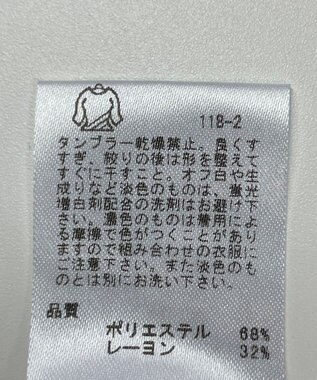 118-2
タンブラー乾燥禁止。良くす
すぎ、絞りの後は形を整えて
すぐに干すこと。オフ白や生
成りなど淡色のものは、蛍光
増白剤配合の洗剤はお避け下
さい。濃色のものは着用によ
る摩擦で色がつくことがあり
ますので組み合わせの衣服に
ご注意下さい。また淡色のも
のとは別にお洗い下さい。
品質
ポリエステル 68%
レーヨン 32%